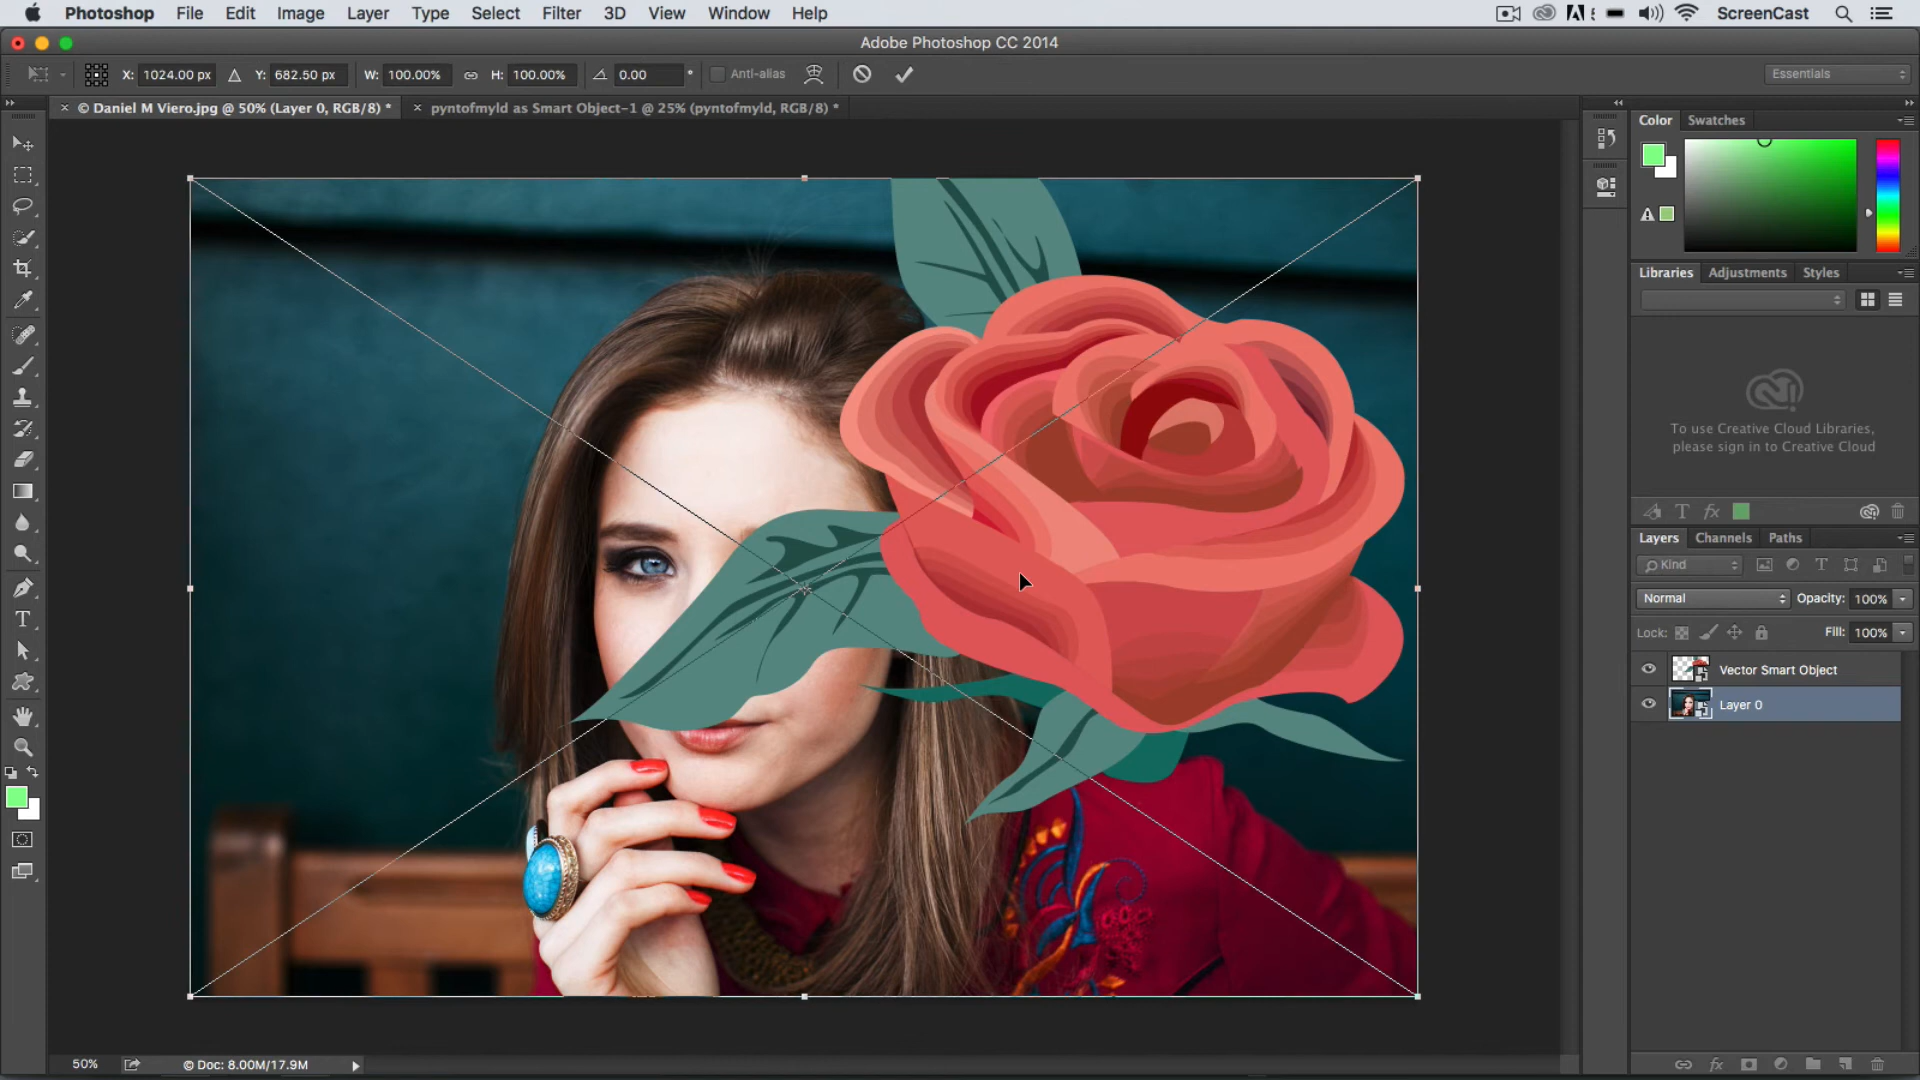 Photoshop File Edit Image Layer Type Select Filter 3D View Window Help ScreenCast
Adobe Photoshop CC 2014
X: 1024.00 px Y: 682.50 px W: 100.00% H: 100.00% 0.00 ° Anti-alias Essentials
© Daniel M Viero.jpg @ 50% (Layer 0, RGB/8) * pyntofmyld as Smart Object-1 @ 25% (pyntofmyld, RGB/8) *
Color Swatches
Libraries Adjustments Styles
To use Creative Cloud Libraries,
please sign in to Creative Cloud
T fx
Layers Channels Paths
Kind T
Normal Opacity: 100%
Lock: Fill: 100%
Vector Smart Object
Layer 0
T
50% © Doc: 8.00M/17.9M
fx